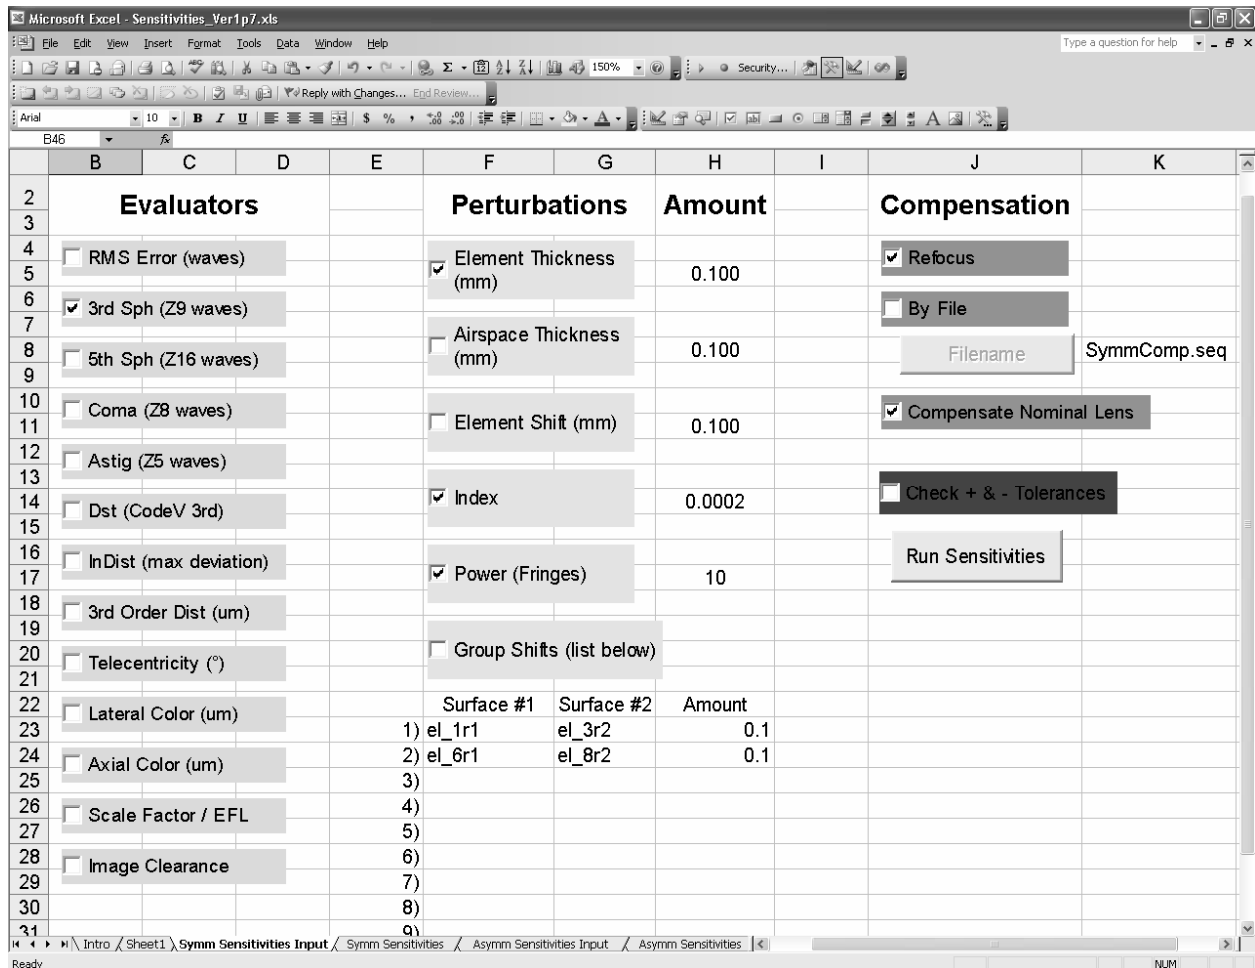 Microsoft Excel - Sensitivities_Ver1p7.xls
File Edit View Insert Format Tools Data Window Help Type a question for help
150% Security...
Reply with Changes... End Review...
Arial 10 B I U $ % ,
B46 fx
B C D E F G H I J K
2 Evaluators Perturbations Amount Compensation
3
4 RMS Error (waves) Element Thickness (mm) Refocus
5 0.100
6 3rd Sph (Z9 waves) By File
7 Airspace Thickness (mm)
8 5th Sph (Z16 waves) 0.100 Filename SymmComp.seq
9
10 Coma (Z8 waves) Compensate Nominal Lens
11 Element Shift (mm) 0.100
12 Astig (Z5 waves)
13
14 Dst (CodeV 3rd) Index 0.0002 Check + & - Tolerances
15
16 InDist (max deviation) Run Sensitivities
17 Power (Fringes) 10
18 3rd Order Dist (um)
19
20 Telecentricity (°) Group Shifts (list below)
21
22 Lateral Color (um) Surface #1 Surface #2 Amount
23 1) el_1r1 el_3r2 0.1
24 Axial Color (um) 2) el_6r1 el_8r2 0.1
25 3)
26 Scale Factor / EFL 4)
27 5)
28 Image Clearance 6)
29 7)
30 8)
31 9)
Intro Sheet1 Symm Sensitivities Input Symm Sensitivities Asymm Sensitivities Input Asymm Sensitivities
Ready NUM